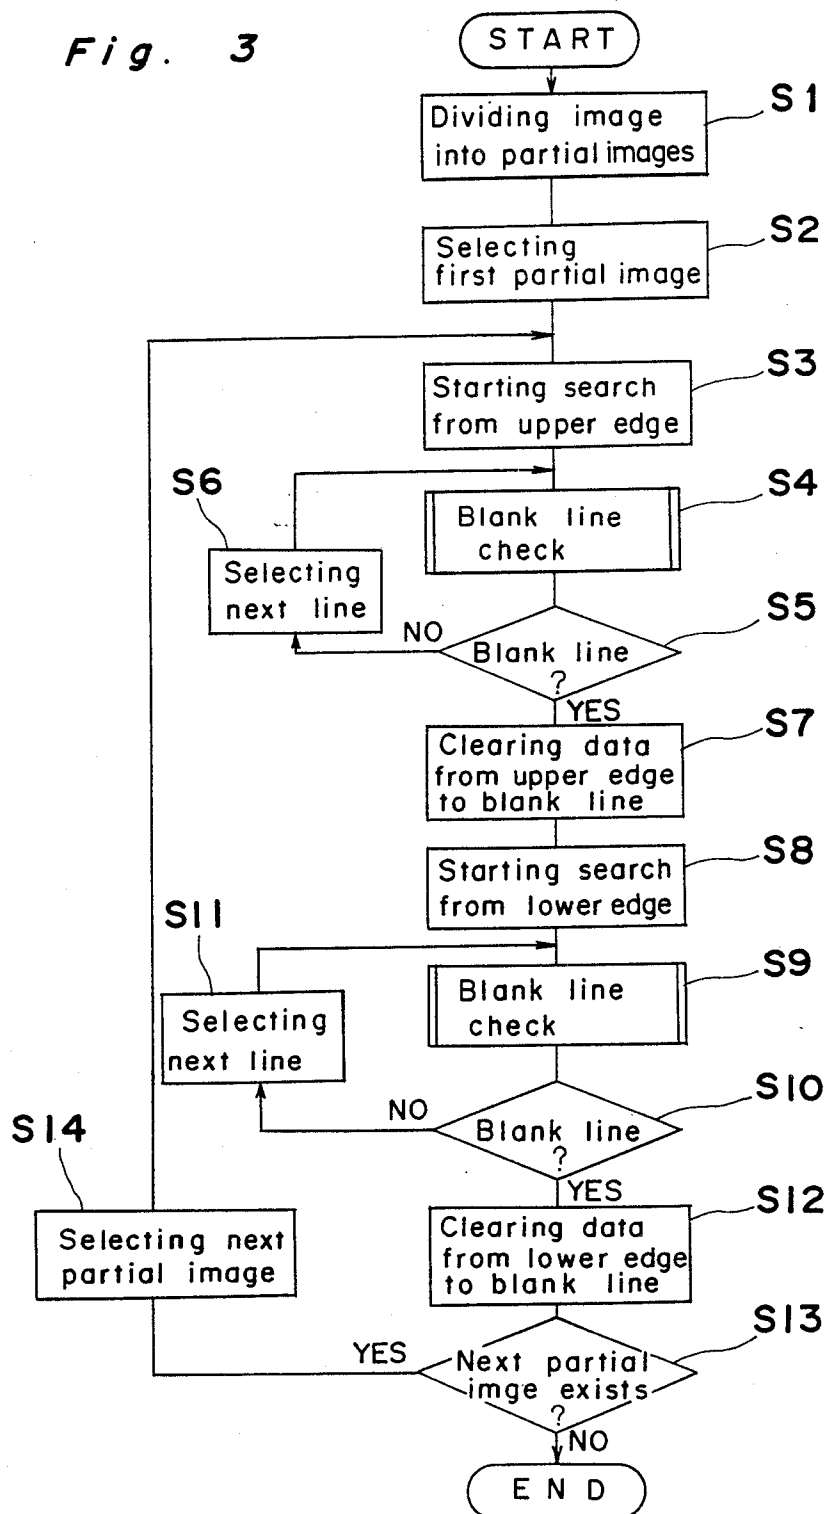 Fig. 3
START
S1
Dividing image
into partial images
S2
Selecting
first partial image
S3
Starting search
from upper edge
S6
S4
Blank line
check
Selecting
next line
S5
NO
Blank line
?
YES
S7
Clearing data
from upper edge
to blank line
S8
Starting search
from lower edge
S11
S9
Blank line
check
Selecting
next line
S10
NO
Blank line
?
YES
S14
S12
Selecting next
partial image
Clearing data
from lower edge
to blank line
S13
YES
Next partial
imge exists
?
NO
END